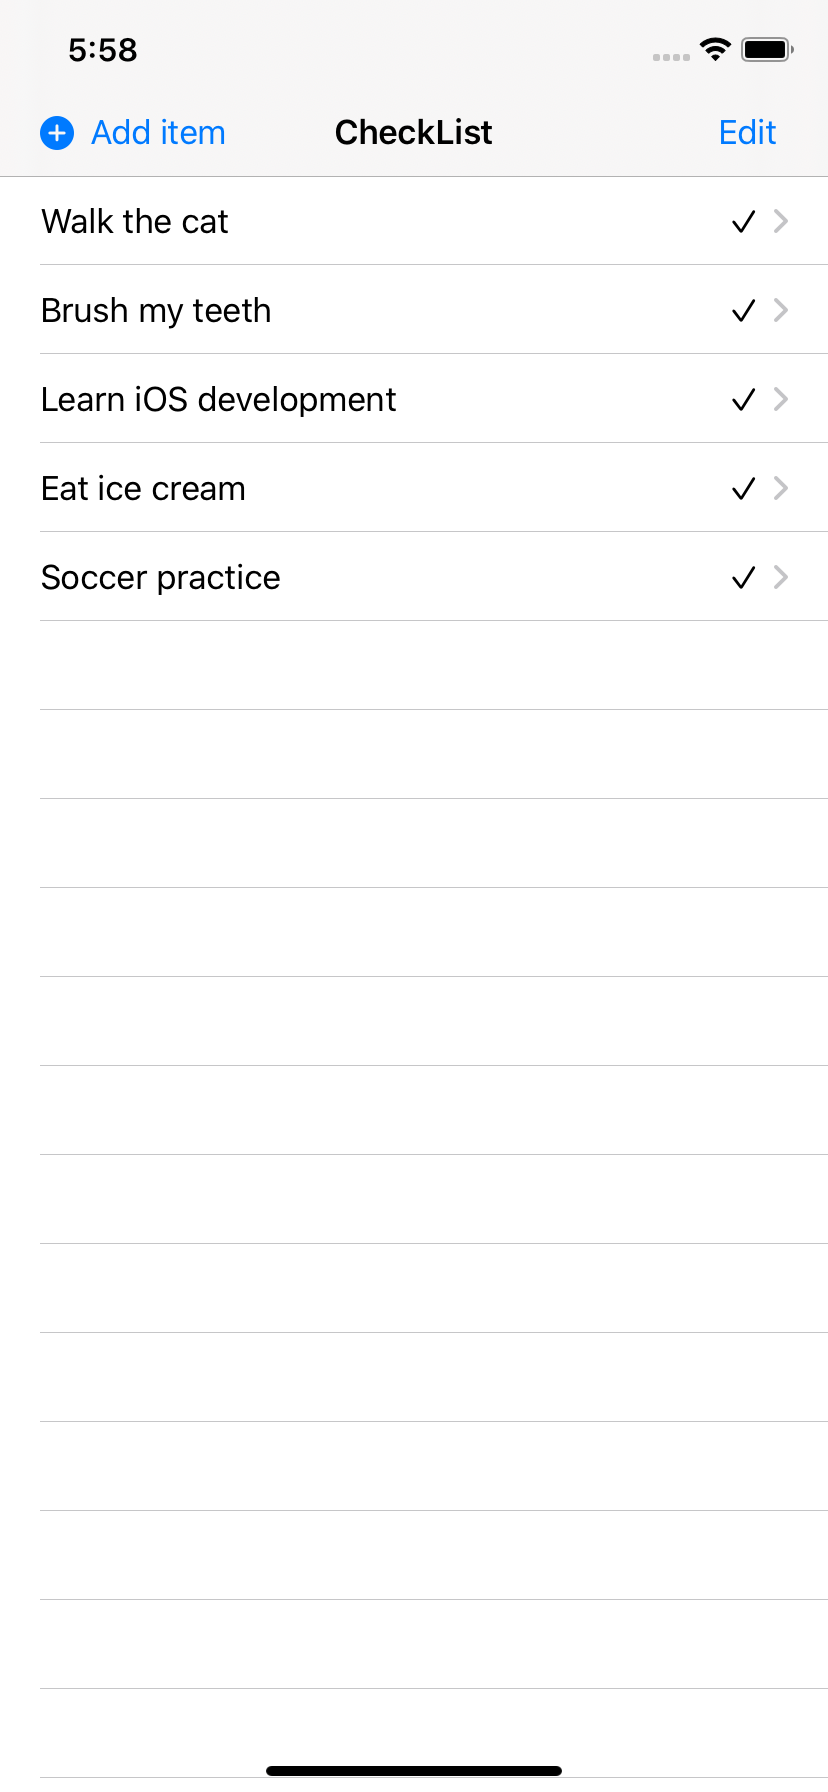 5:58
Add item CheckList Edit
Walk the cat
Brush my teeth
Learn iOS development
Eat ice cream
Soccer practice